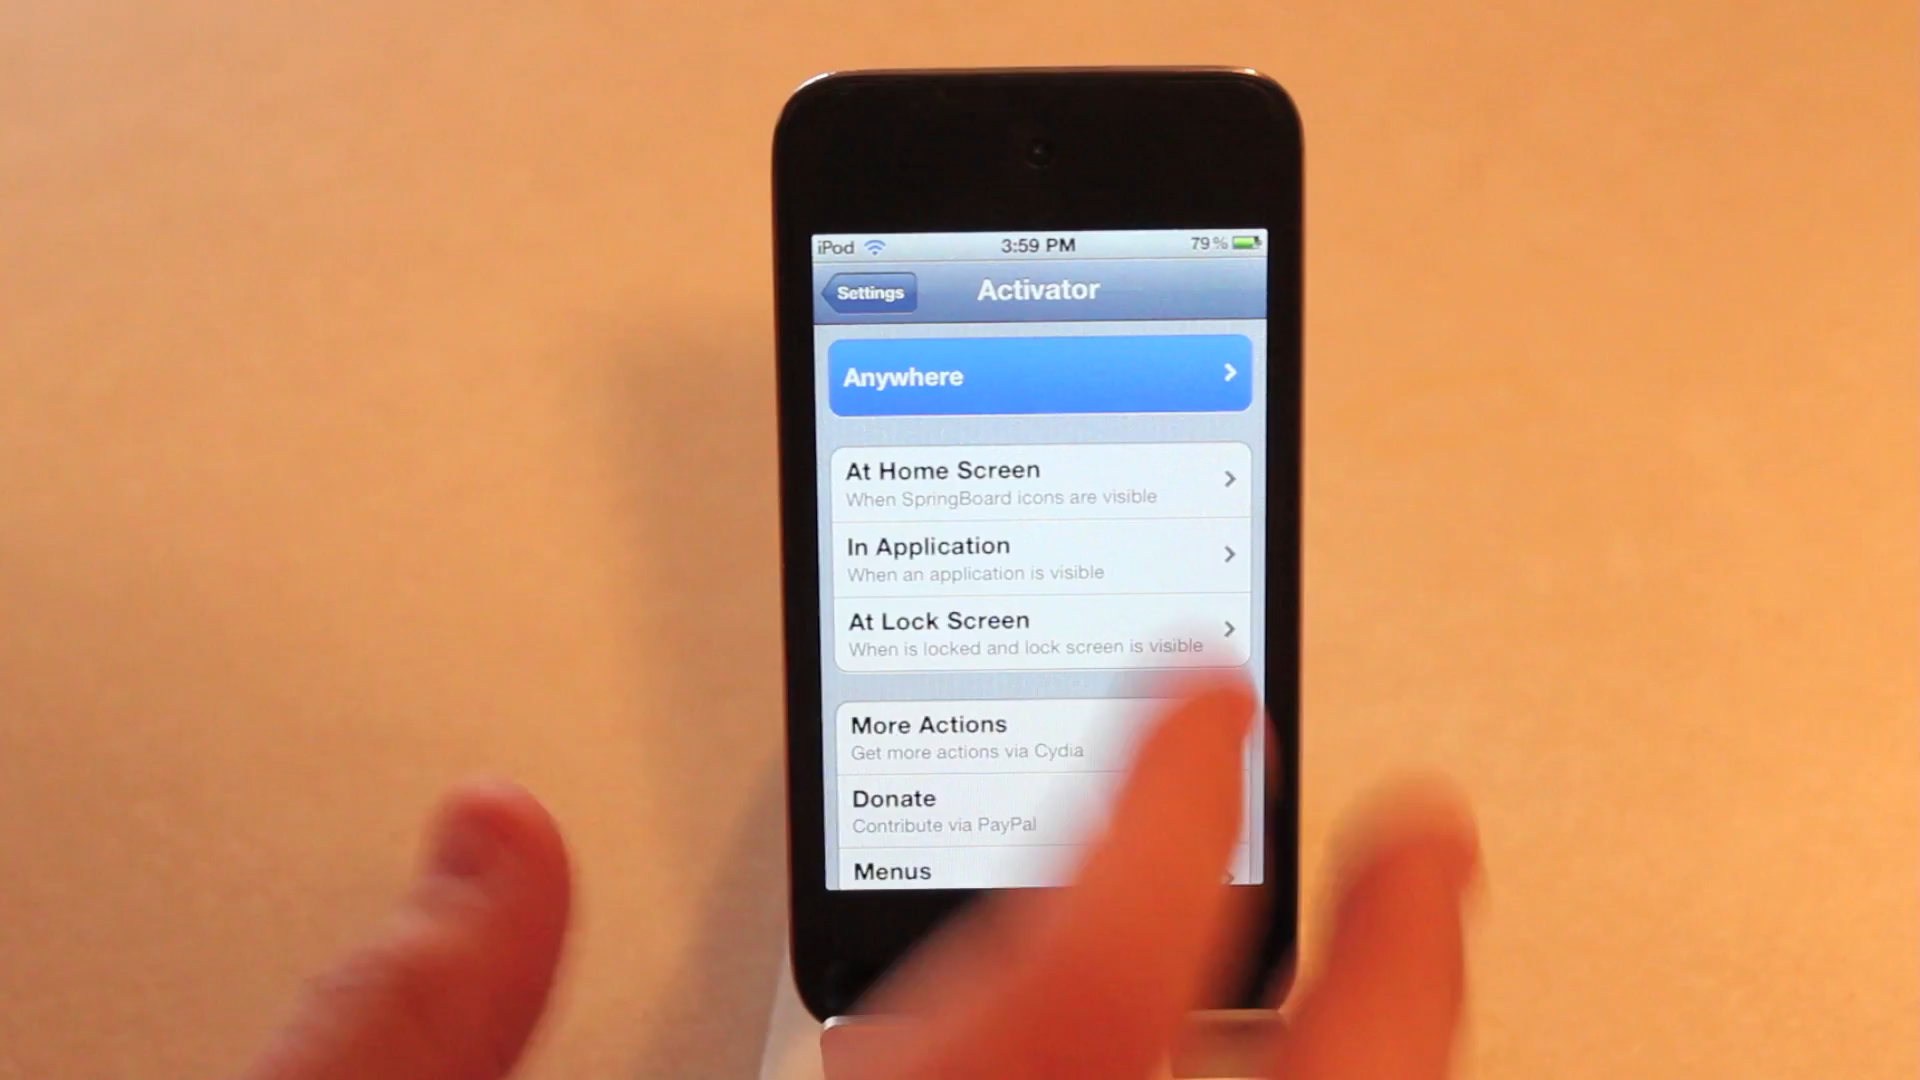 iPod 3:59 PM 79%
Settings Activator
Anywhere
At Home Screen
When SpringBoard icons are visible
In Application
When an application is visible
At Lock Screen
When is locked and lock screen is visible
More Actions
Get more actions via Cydia
Donate
Contribute via PayPal
Menus